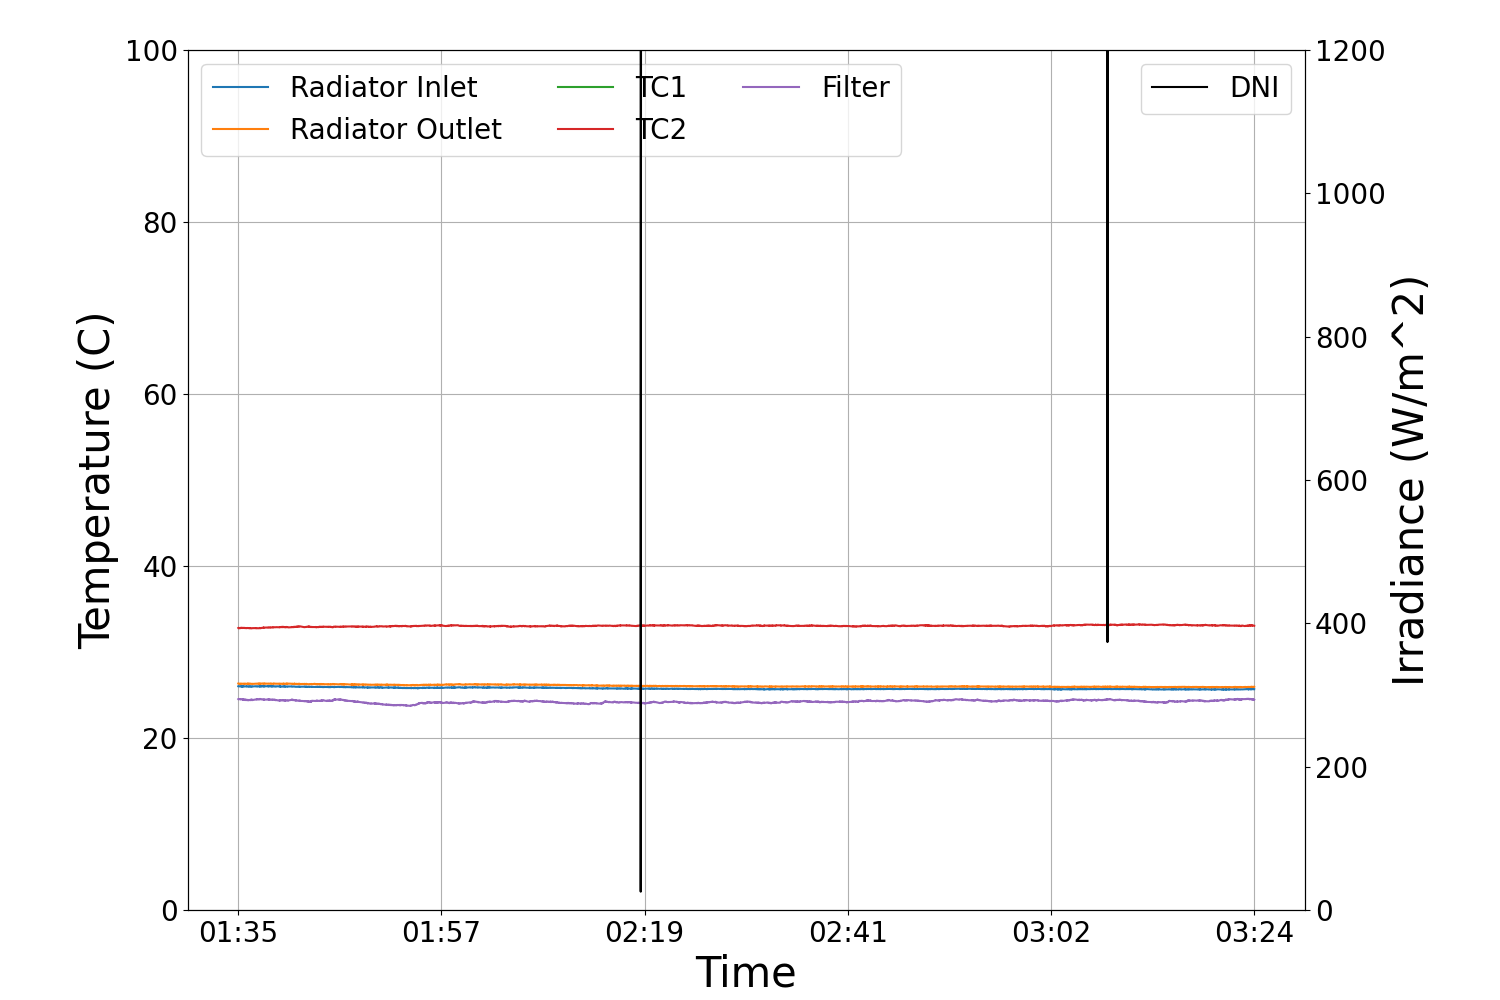 Radiator Inlet
Radiator Outlet
TC1
TC2
Filter
DNI
100
80
60
40
20
0
Temperature (C)
1200
1000
800
600
400
200
0
Irradiance (W/m^2)
01:35 01:57 02:19 02:41 03:02 03:24
Time